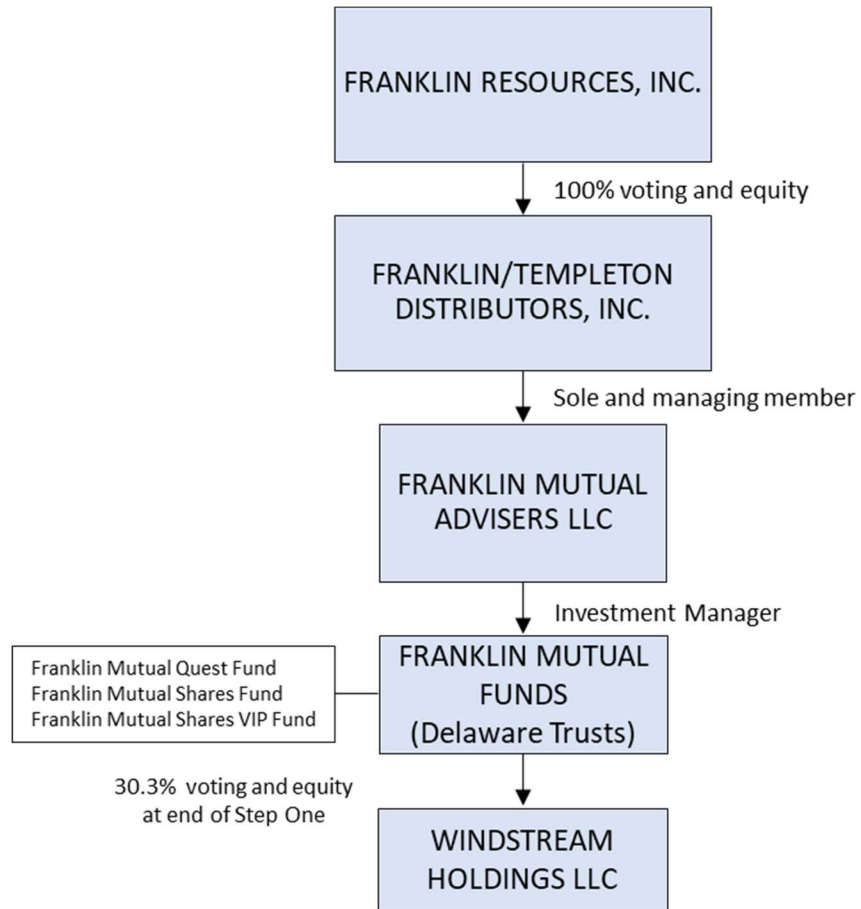 FRANKLIN RESOURCES, INC.
100% voting and equity
FRANKLIN/TEMPLETON
DISTRIBUTORS, INC.
Sole and managing member
FRANKLIN MUTUAL
ADVISERS LLC
Investment Manager
Franklin Mutual Quest Fund
Franklin Mutual Shares Fund
Franklin Mutual Shares VIP Fund
FRANKLIN MUTUAL
FUNDS
(Delaware Trusts)
30.3% voting and equity
at end of Step One
WINDSTREAM
HOLDINGS LLC